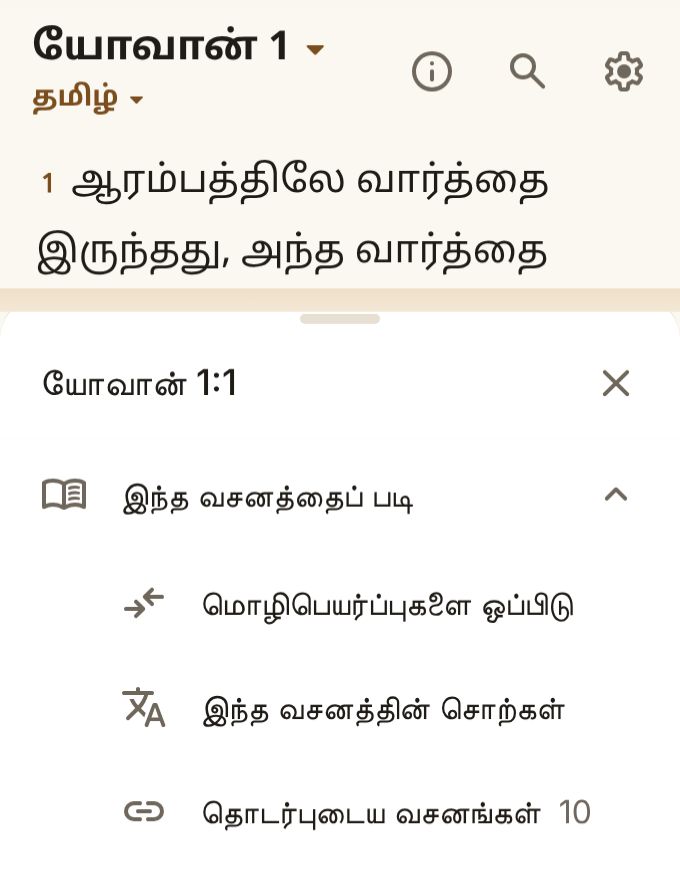 யோவான் 1
தமிழ்
1 ஆரம்பத்திலே வார்த்தை
இருந்தது, அந்த வார்த்தை
யோவான் 1:1
இந்த வசனத்தைப் படி
மொழிபெயர்ப்புகளை ஒப்பிடு
இந்த வசனத்தின் சொற்கள்
தொடர்புடைய வசனங்கள் 10